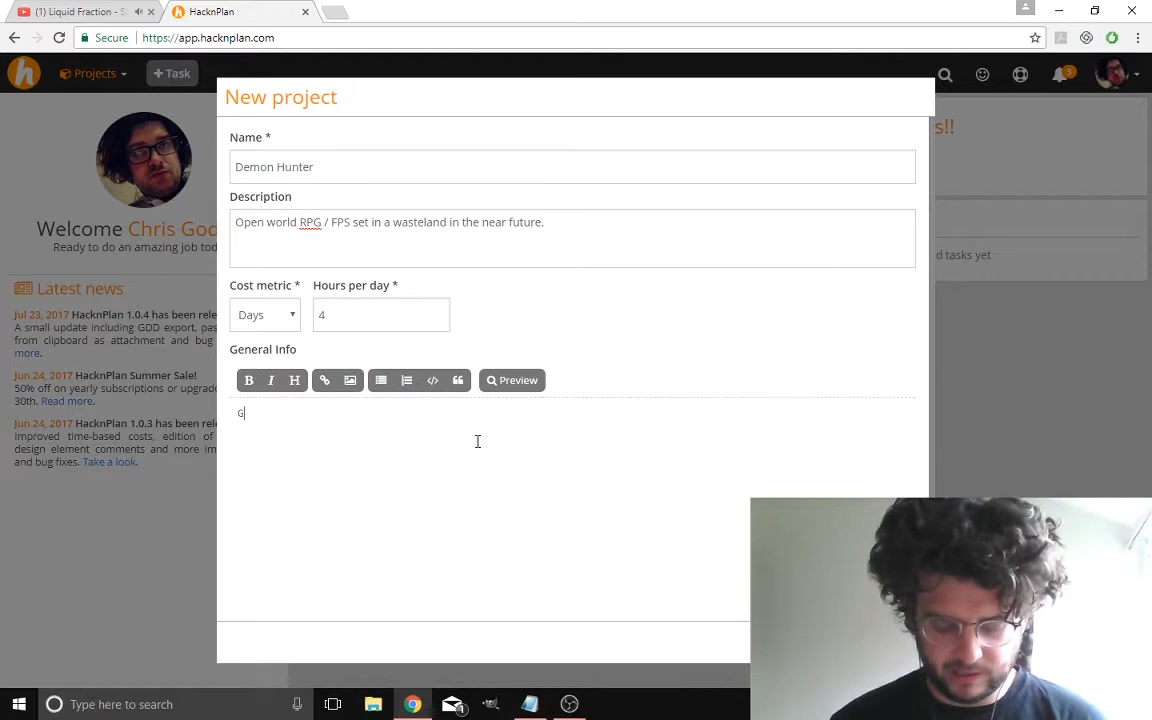 (1) Liquid Fraction - S
HacknPlan
Secure
https://app.hacknplan.com
Projects
+ Task
3
New project
Name *
Demon Hunter
Description
Open world RPG / FPS set in a wasteland in the near future.
Cost metric *
Hours per day *
Days
4
General Info
B I H
Preview
G
Welcome Chris God
Ready to do an amazing job tod
Latest news
Jul 23, 2017 HacknPlan 1.0.4 has been rele
A small update including GDD export, pas
from clipboard as attachment and bug
more.
Jun 24, 2017 HacknPlan Summer Sale!
50% off on yearly subscriptions or upgrade
30th. Read more.
Jun 24, 2017 HacknPlan 1.0.3 has been rele
Improved time-based costs, edition of
design element comments and more im
and bug fixes. Take a look.
s!!
d tasks yet
Type here to search
1